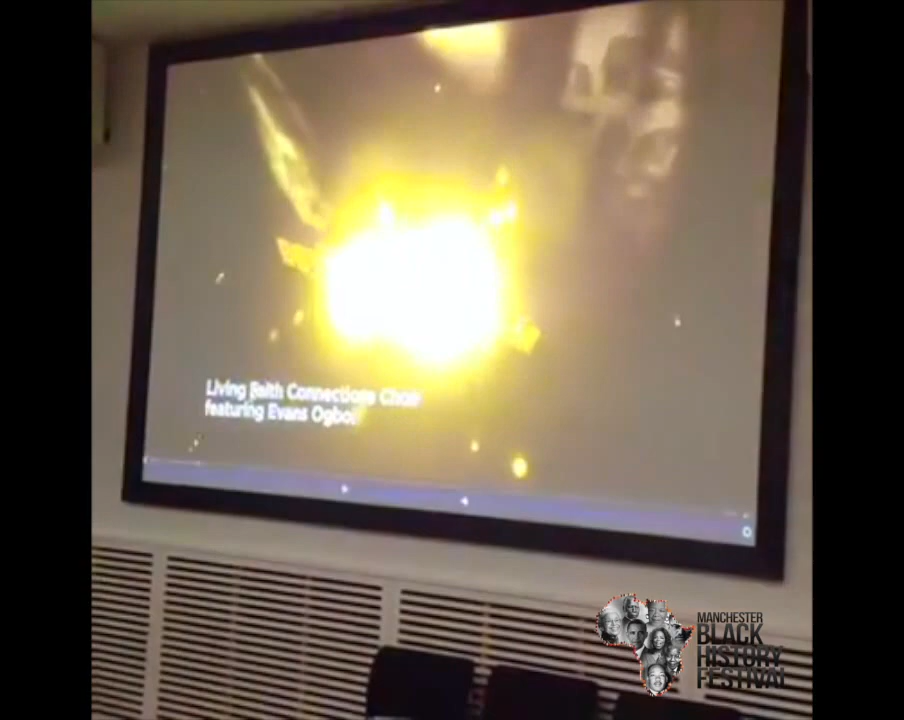 Living Faith Connections Choir
featuring Evans Ogboi
MANCHESTER
BLACK
HISTORY
FESTIVAL